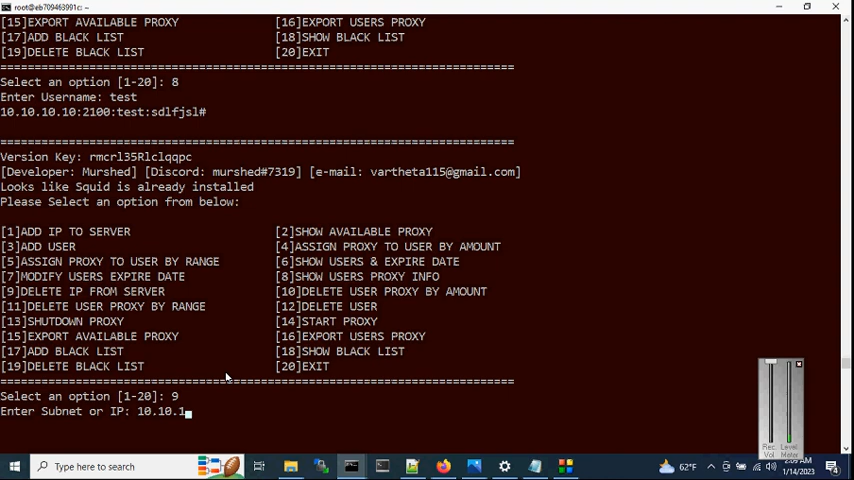 root@eb709463991c: ~
[15]EXPORT AVAILABLE PROXY [16]EXPORT USERS PROXY
[17]ADD BLACK LIST [18]SHOW BLACK LIST
[19]DELETE BLACK LIST [20]EXIT
Select an option [1-20]: 8
Enter Username: test
10.10.10.10:2100:test:sdlfjsl#
Version Key: rmcrl35Rlclqqpc
[Developer: Murshed] [Discord: murshed#7319] [e-mail: vartheta115@gmail.com]
Looks like Squid is already installed
Please Select an option from below:
[1]ADD IP TO SERVER [2]SHOW AVAILABLE PROXY
[3]ADD USER [4]ASSIGN PROXY TO USER BY AMOUNT
[5]ASSIGN PROXY TO USER BY RANGE [6]SHOW USERS & EXPIRE DATE
[7]MODIFY USERS EXPIRE DATE [8]SHOW USERS PROXY INFO
[9]DELETE IP FROM SERVER [10]DELETE USER PROXY BY AMOUNT
[11]DELETE USER PROXY BY RANGE [12]DELETE USER
[13]SHUTDOWN PROXY [14]START PROXY
[15]EXPORT AVAILABLE PROXY [16]EXPORT USERS PROXY
[17]ADD BLACK LIST [18]SHOW BLACK LIST
[19]DELETE BLACK LIST [20]EXIT
Select an option [1-20]: 9
Enter Subnet or IP: 10.10.1
Rec. Level
Vol Meter
Type here to search
62°F
1/14/2023
4